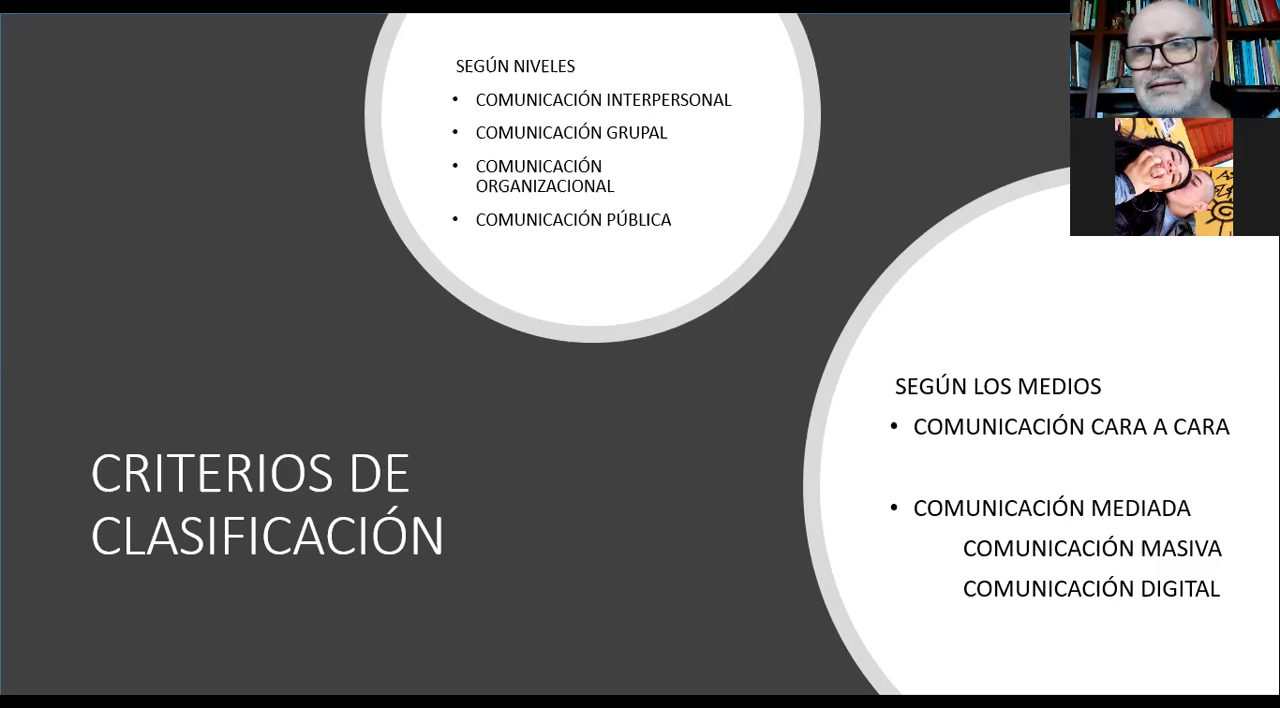 SEGÚN NIVELES
• COMUNICACIÓN INTERPERSONAL
• COMUNICACIÓN GRUPAL
• COMUNICACIÓN
ORGANIZACIONAL
• COMUNICACIÓN PÚBLICA
CRITERIOS DE
CLASIFICACIÓN
SEGÚN LOS MEDIOS
• COMUNICACIÓN CARA A CARA
• COMUNICACIÓN MEDIADA
COMUNICACIÓN MASIVA
COMUNICACIÓN DIGITAL